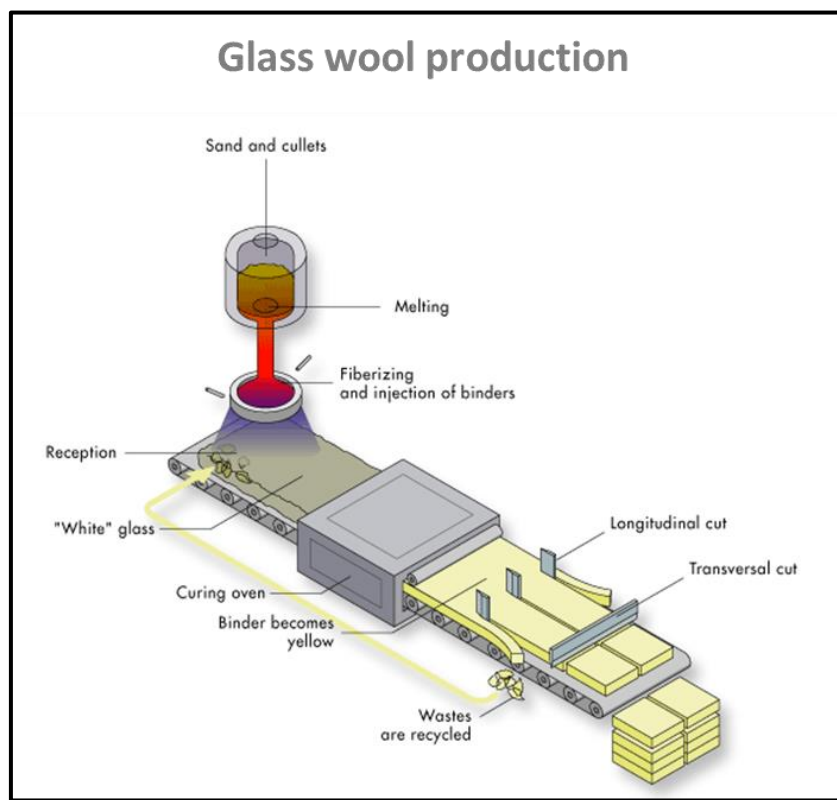 Glass wool production
Sand and cullets
Melting
Fiberizing
and injection of binders
Reception
"White" glass
Longitudinal cut
Transversal cut
Curing oven
Binder becomes
yellow
Wastes
are recycled